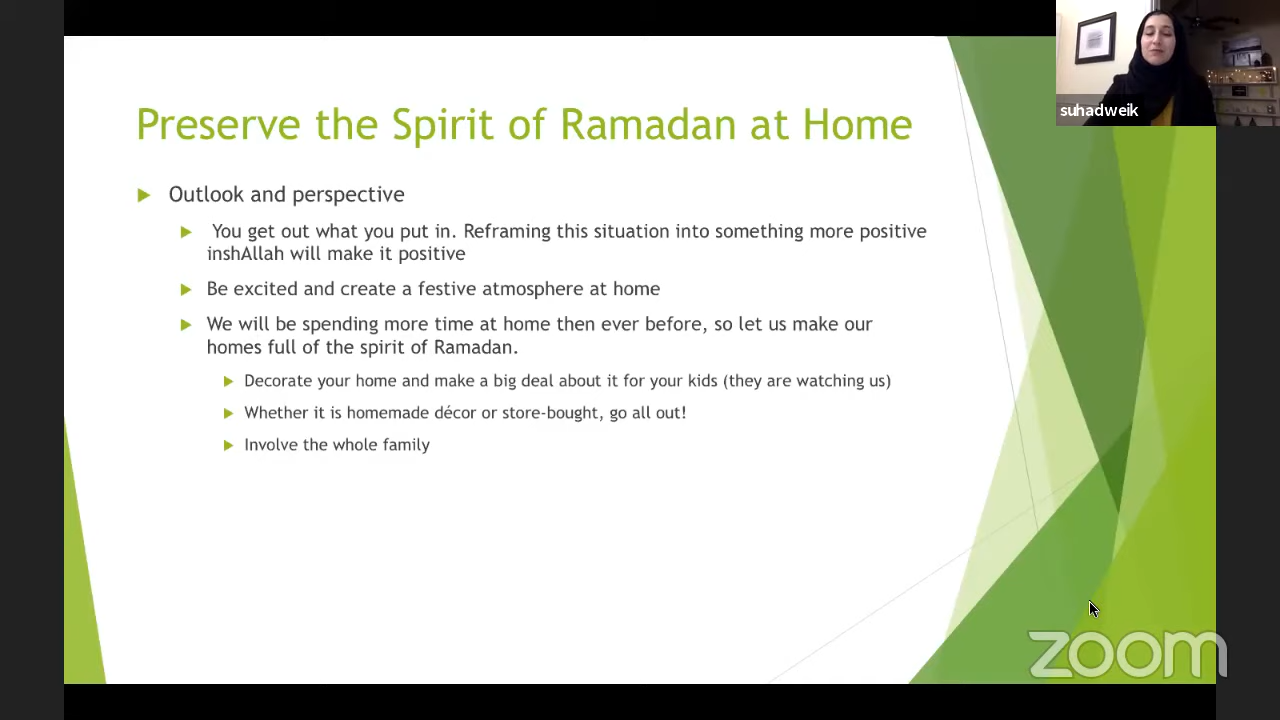 suhadweik
Preserve the Spirit of Ramadan at Home
Outlook and perspective
You get out what you put in. Reframing this situation into something more positive
inshAllah will make it positive
Be excited and create a festive atmosphere at home
We will be spending more time at home then ever before, so let us make our
homes full of the spirit of Ramadan.
Decorate your home and make a big deal about it for your kids (they are watching us)
Whether it is homemade décor or store-bought, go all out!
Involve the whole family
zoom